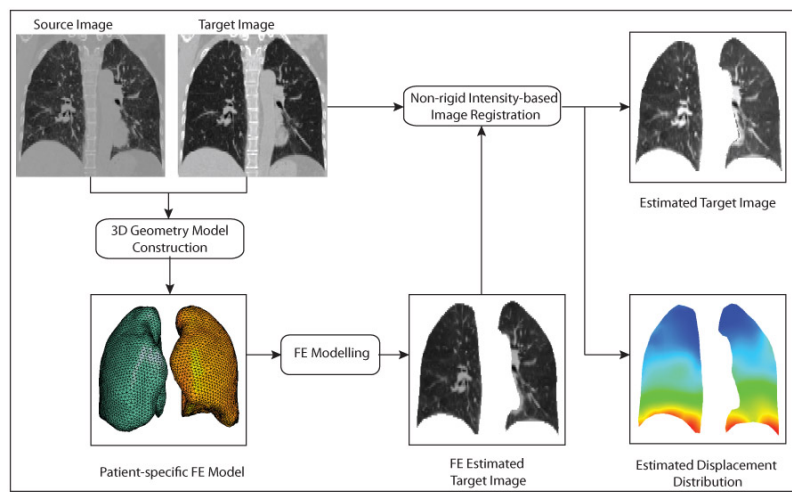 Source Image
Target Image
Non-rigid Intensity-based
Image Registration
Estimated Target Image
3D Geometry Model
Construction
FE Modelling
Patient-specific FE Model
FE Estimated
Target Image
Estimated Displacement
Distribution